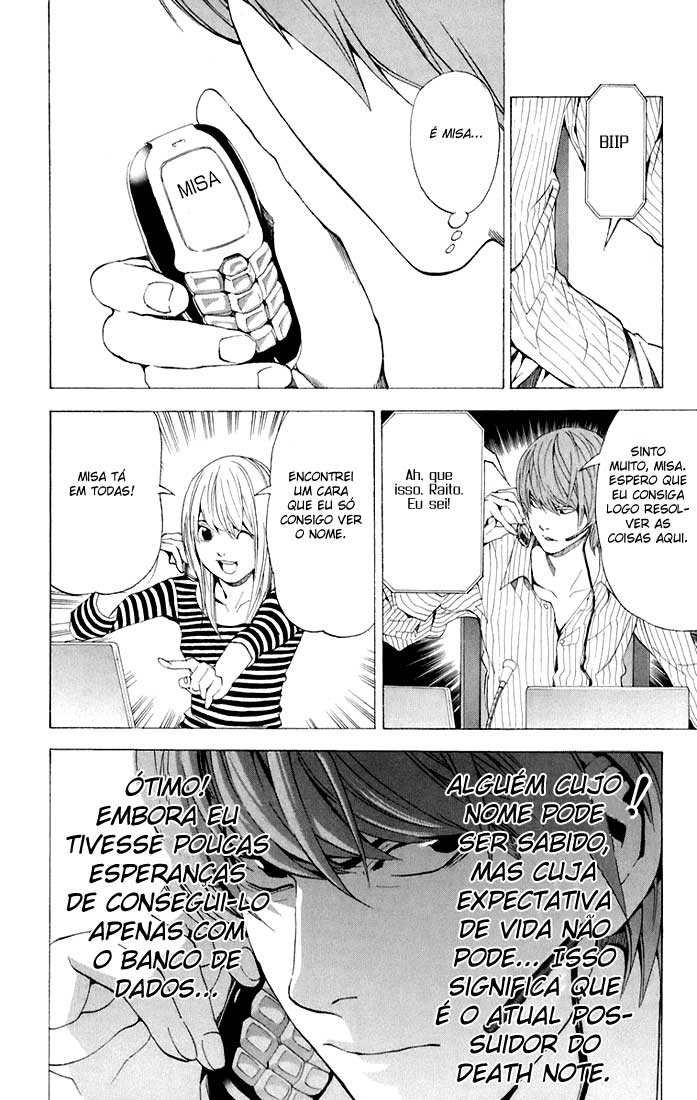 BIIP
É MISA...
MISA
SINTO
MUITO, MISA.
ESPERO QUE
EU CONSIGA
LOGO RESOL-
VER AS
COISAS AQUI.
Ah, que
isso, Raito.
Eu sei!
ENCONTREI
UM CARA
QUE EU SÓ
CONSIGO VER
O NOME.
MISA TÁ
EM TODAS!
!
ALGUÉM CUJO
NOME PODE
SER SABIDO,
MAS CUJA
EXPECTATIVA
DE VIDA NÃO
PODE... ISSO
SIGNIFICA QUE
É O ATUAL POS-
SUIDOR DO
DEATH NOTE.
ÓTIMO!
EMBORA EU
TIVESSE POUCAS
ESPERANÇAS
DE CONSEGUI-LO
APENAS COM
O BANCO DE
DADOS...